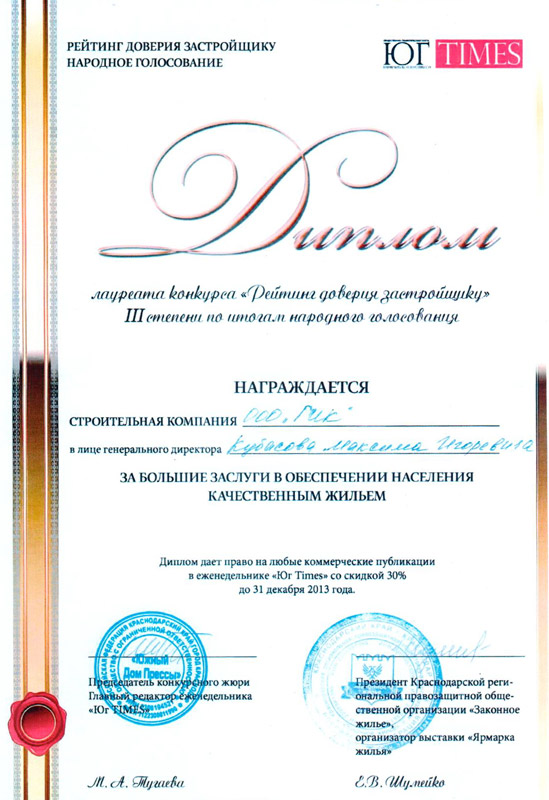 РЕЙТИНГ ДОВЕРИЯ ЗАСТРОЙЩИКУ
НАРОДНОЕ ГОЛОСОВАНИЕ
ЮГ TIMES
Диплом
лауреата конкурса «Рейтинг доверия застройщику»
III степени по итогам народного голосования
НАГРАЖДАЕТСЯ
СТРОИТЕЛЬНАЯ КОМПАНИЯ ООО „Гик“
в лице генерального директора Кубасова Максима Игоревича
ЗА БОЛЬШИЕ ЗАСЛУГИ В ОБЕСПЕЧЕНИИ НАСЕЛЕНИЯ
КАЧЕСТВЕННЫМ ЖИЛЬЕМ
Диплом дает право на любые коммерческие публикации
в еженедельнике «Юг Times» со скидкой 30%
до 31 декабря 2013 года.
«Южный
Дом Прессы»
Председатель конкурсного жюри
Главный редактор еженедельника
«Юг TIMES»
М. А. Тугаева
Президент Краснодарской реги-
ональной правозащитной обще-
ственной организации «Законное
жилье»,
организатор выставки «Ярмарка
жилья»
Е.В. Шумейко